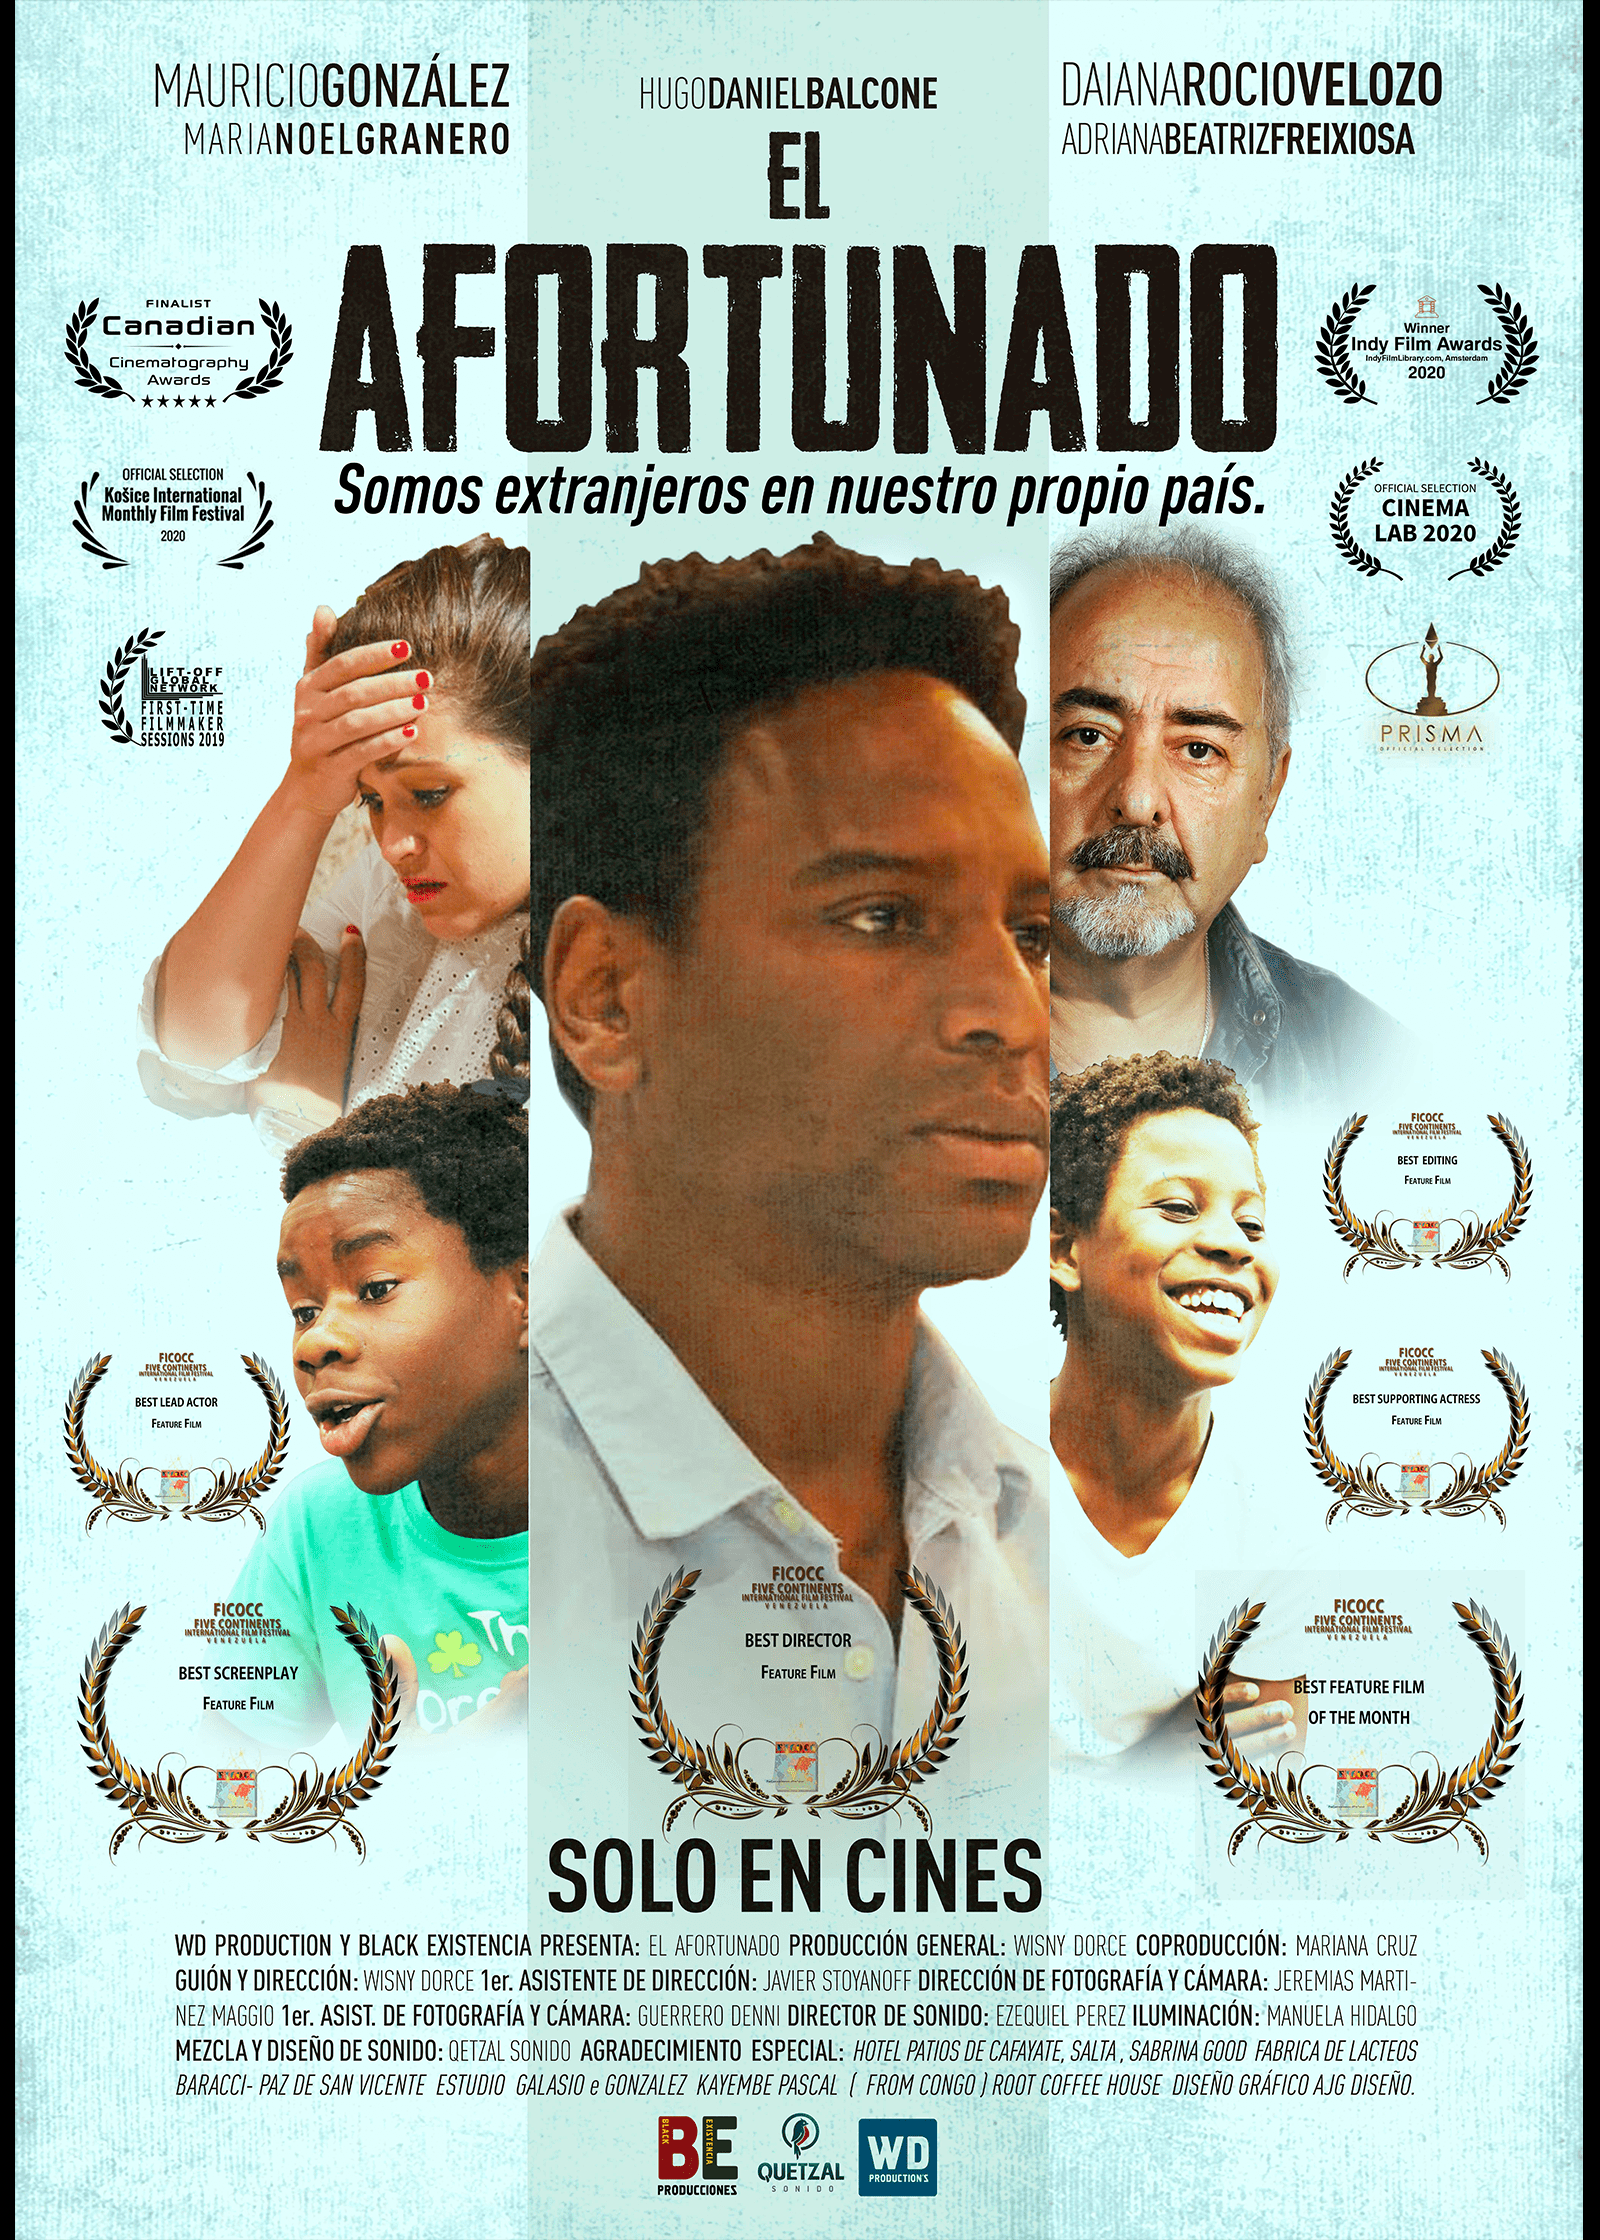 MAURICIOGONZÁLEZ
MARIANOELGRANERO
HUGODANIELBALCONE
DAIANAROCIOVELOZO
ADRIANABEATRIZFREIXIOSA
EL
AFORTUNADO
Somos extranjeros en nuestro propio país.
FINALIST
Canadian
Cinematography
Awards
Winner
Indy Film Awards
IndyFilmLibrary.com, Amsterdam
2020
OFFICIAL SELECTION
Košice International
Monthly Film Festival
2020
OFFICIAL SELECTION
CINEMA
LAB 2020
LIFT-OFF
GLOBAL
NETWORK
FIRST-TIME
FILMMAKER
SESSIONS 2019
PRISMA
OFFICIAL SELECTION
FICOCC
FIVE CONTINENTS
INTERNATIONAL FILM FESTIVAL
VENEZUELA
BEST EDITING
FEATURE FILM
FICOCC
FIVE CONTINENTS
INTERNATIONAL FILM FESTIVAL
VENEZUELA
BEST LEAD ACTOR
FEATURE FILM
FICOCC
FIVE CONTINENTS
INTERNATIONAL FILM FESTIVAL
VENEZUELA
BEST SUPPORTING ACTRESS
FEATURE FILM
FICOCC
FIVE CONTINENTS
INTERNATIONAL FILM FESTIVAL
VENEZUELA
BEST SCREENPLAY
FEATURE FILM
FICOCC
FIVE CONTINENTS
INTERNATIONAL FILM FESTIVAL
VENEZUELA
BEST DIRECTOR
FEATURE FILM
FICOCC
FIVE CONTINENTS
INTERNATIONAL FILM FESTIVAL
VENEZUELA
BEST FEATURE FILM
OF THE MONTH
SOLO EN CINES
WD PRODUCTION Y BLACK EXISTENCIA PRESENTA: EL AFORTUNADO PRODUCCIÓN GENERAL: WISNY DORCE COPRODUCCIÓN: MARIANA CRUZ
GUIÓN Y DIRECCIÓN: WISNY DORCE 1er. ASISTENTE DE DIRECCIÓN: JAVIER STOYANOFF DIRECCIÓN DE FOTOGRAFÍA Y CÁMARA: JEREMIAS MARTI-
NEZ MAGGIO 1er. ASIST. DE FOTOGRAFÍA Y CÁMARA: GUERRERO DENNI DIRECTOR DE SONIDO: EZEQUIEL PEREZ ILUMINACIÓN: MANUELA HIDALGO
MEZCLA Y DISEÑO DE SONIDO: QETZAL SONIDO AGRADECIMIENTO ESPECIAL: HOTEL PATIOS DE CAFAYATE, SALTA , SABRINA GOOD FABRICA DE LACTEOS
BARACCI- PAZ DE SAN VICENTE ESTUDIO GALASIO e GONZALEZ KAYEMBE PASCAL ( FROM CONGO ) ROOT COFFEE HOUSE DISEÑO GRÁFICO AJG DISEÑO.
BLACK
BE
EXISTENCIA
PRODUCCIONES
QUETZAL
SONIDO
WD
PRODUCTION'S